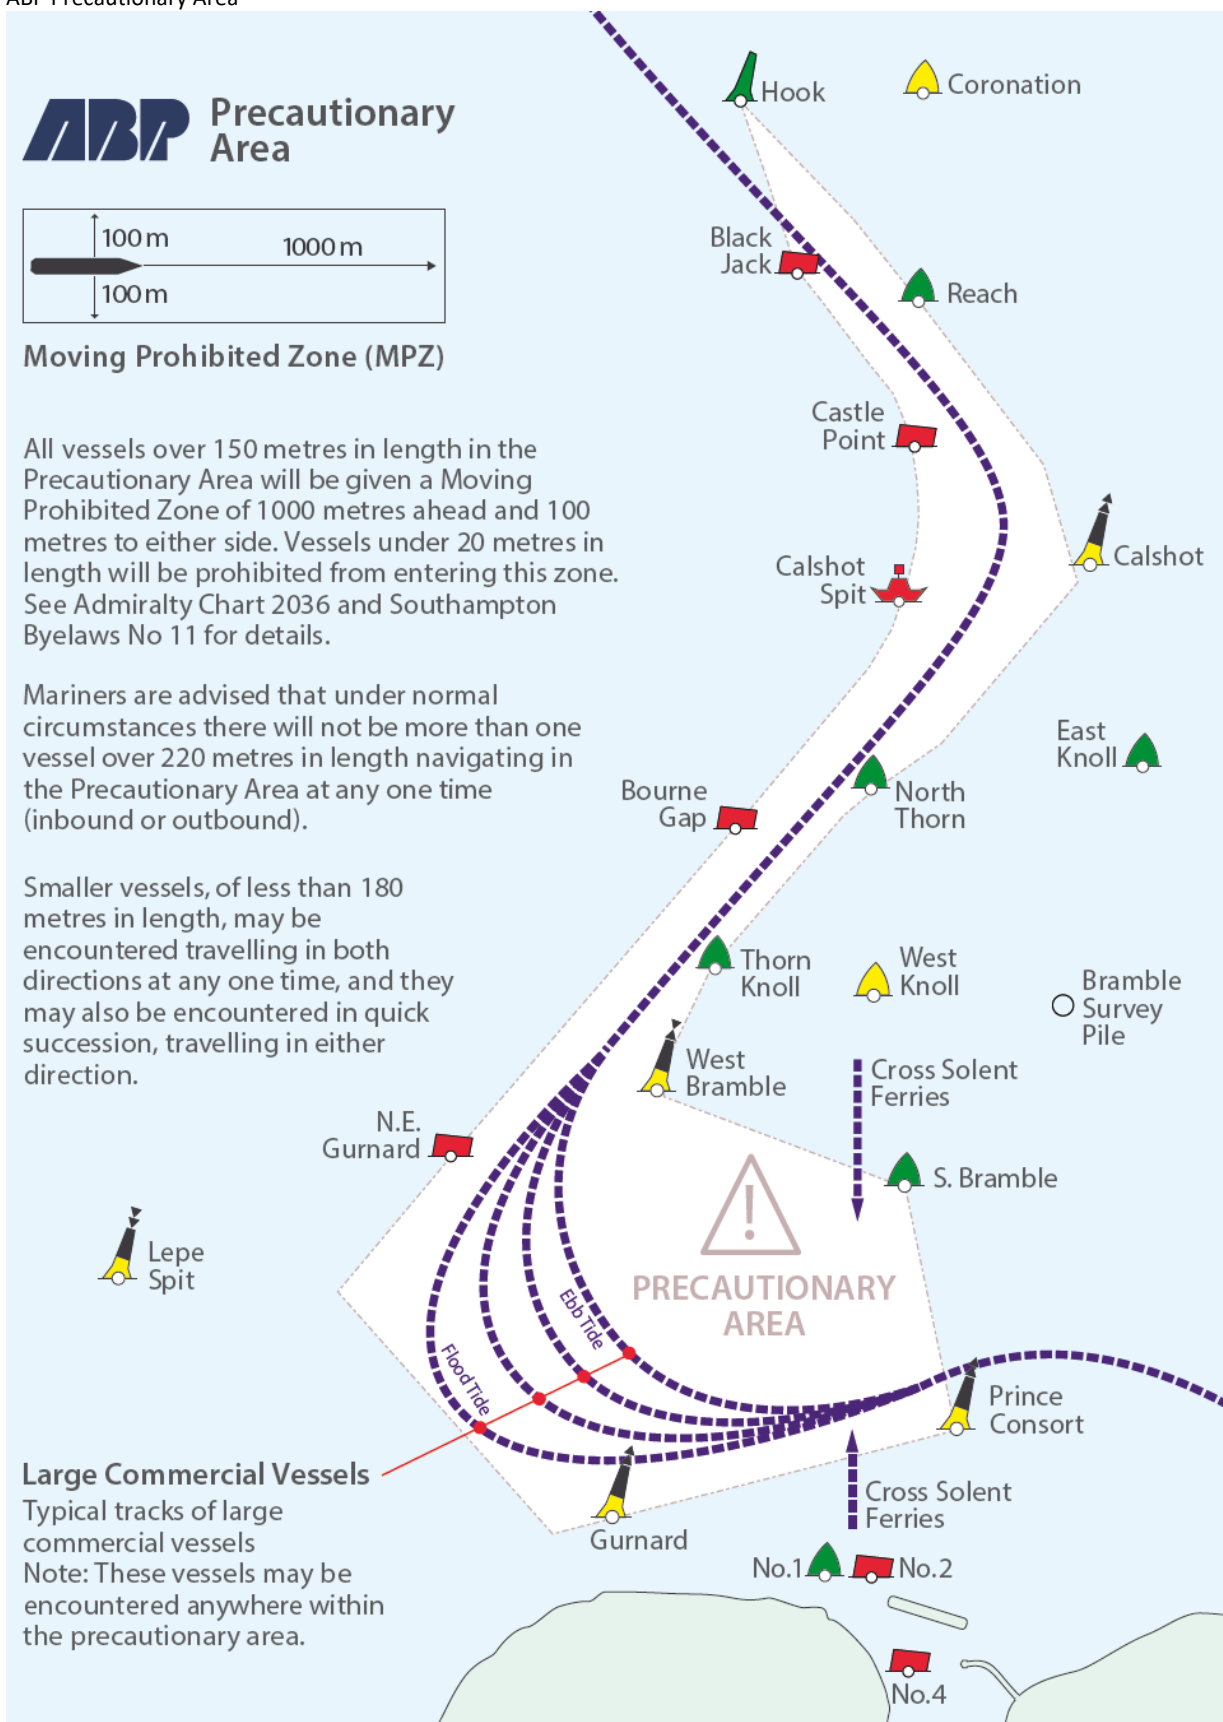 ABP Precautionary Area
ABP
Precautionary
Area
100 m
1000 m
100 m
Moving Prohibited Zone (MPZ)
All vessels over 150 metres in length in the
Precautionary Area will be given a Moving
Prohibited Zone of 1000 metres ahead and 100
metres to either side. Vessels under 20 metres in
length will be prohibited from entering this zone.
See Admiralty Chart 2036 and Southampton
Byelaws No 11 for details.
Mariners are advised that under normal
circumstances there will not be more than one
vessel over 220 metres in length navigating in
the Precautionary Area at any one time
(inbound or outbound).
Smaller vessels, of less than 180
metres in length, may be
encountered travelling in both
directions at any one time, and they
may also be encountered in quick
succession, travelling in either
direction.
Hook
Coronation
Black
Jack
Reach
Castle
Point
Calshot
Calshot
Spit
East
Knoll
Bourne
Gap
North
Thorn
Thorn
Knoll
West
Knoll
Bramble
Survey
Pile
West
Bramble
Cross Solent
Ferries
N.E.
Gurnard
S. Bramble
Lepe
Spit
!
PRECAUTIONARY
AREA
Ebb Tide
Flood Tide
Prince
Consort
Large Commercial Vessels
Typical tracks of large
commercial vessels
Note: These vessels may be
encountered anywhere within
the precautionary area.
Cross Solent
Ferries
Gurnard
No.1
No.2
No.4